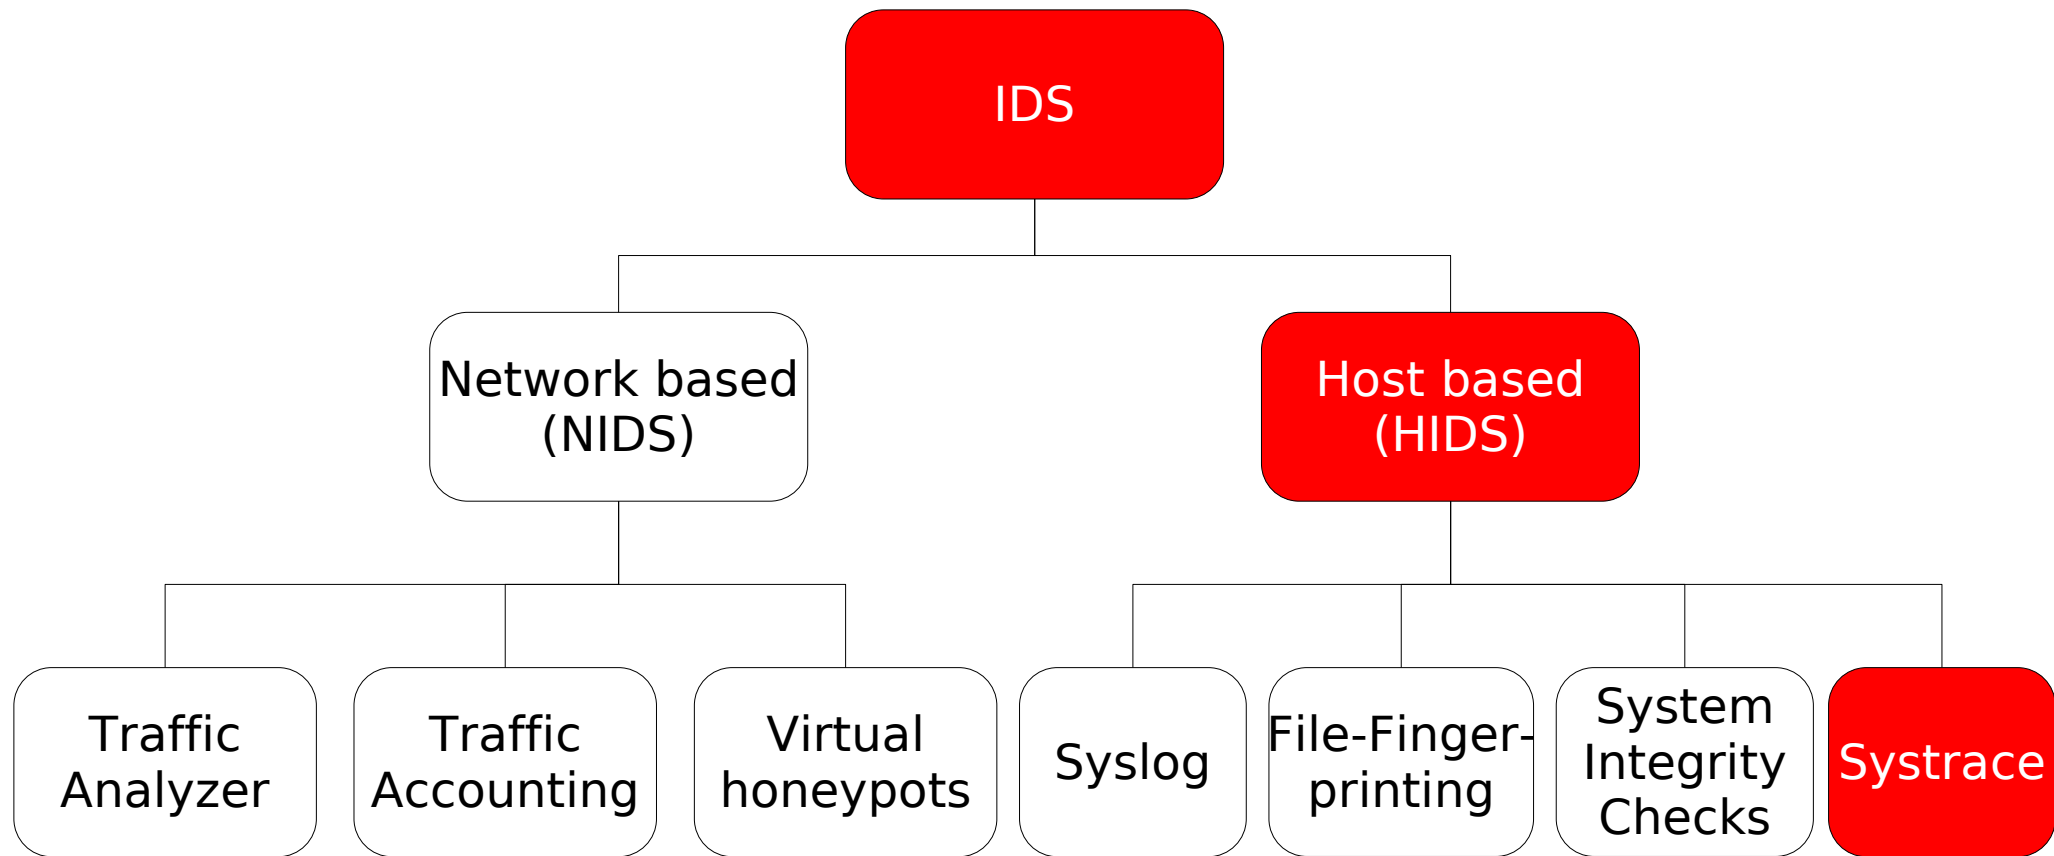 IDS
Network based
(NIDS)
Host based
(HIDS)
Traffic
Analyzer
Traffic
Accounting
Virtual
honeypots
Syslog
File-Finger-
printing
System
Integrity
Checks
Systrace